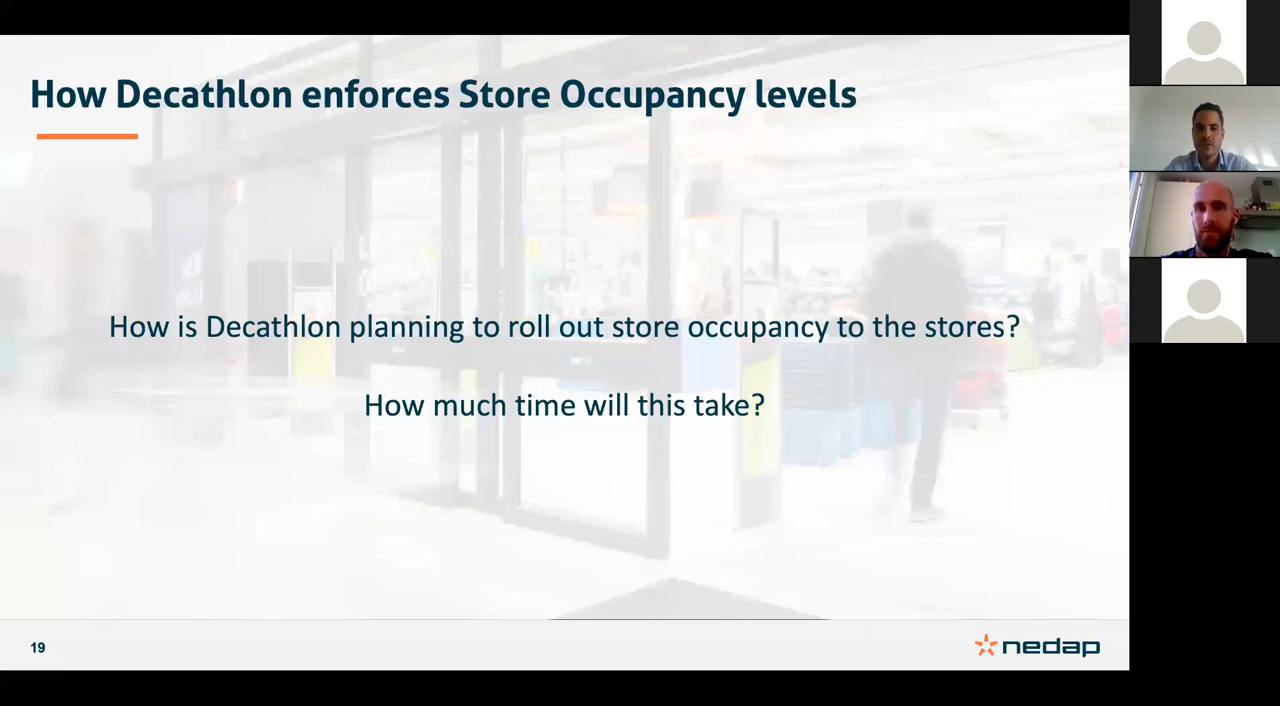 How Decathlon enforces Store Occupancy levels
How is Decathlon planning to roll out store occupancy to the stores?
How much time will this take?
19
nedap